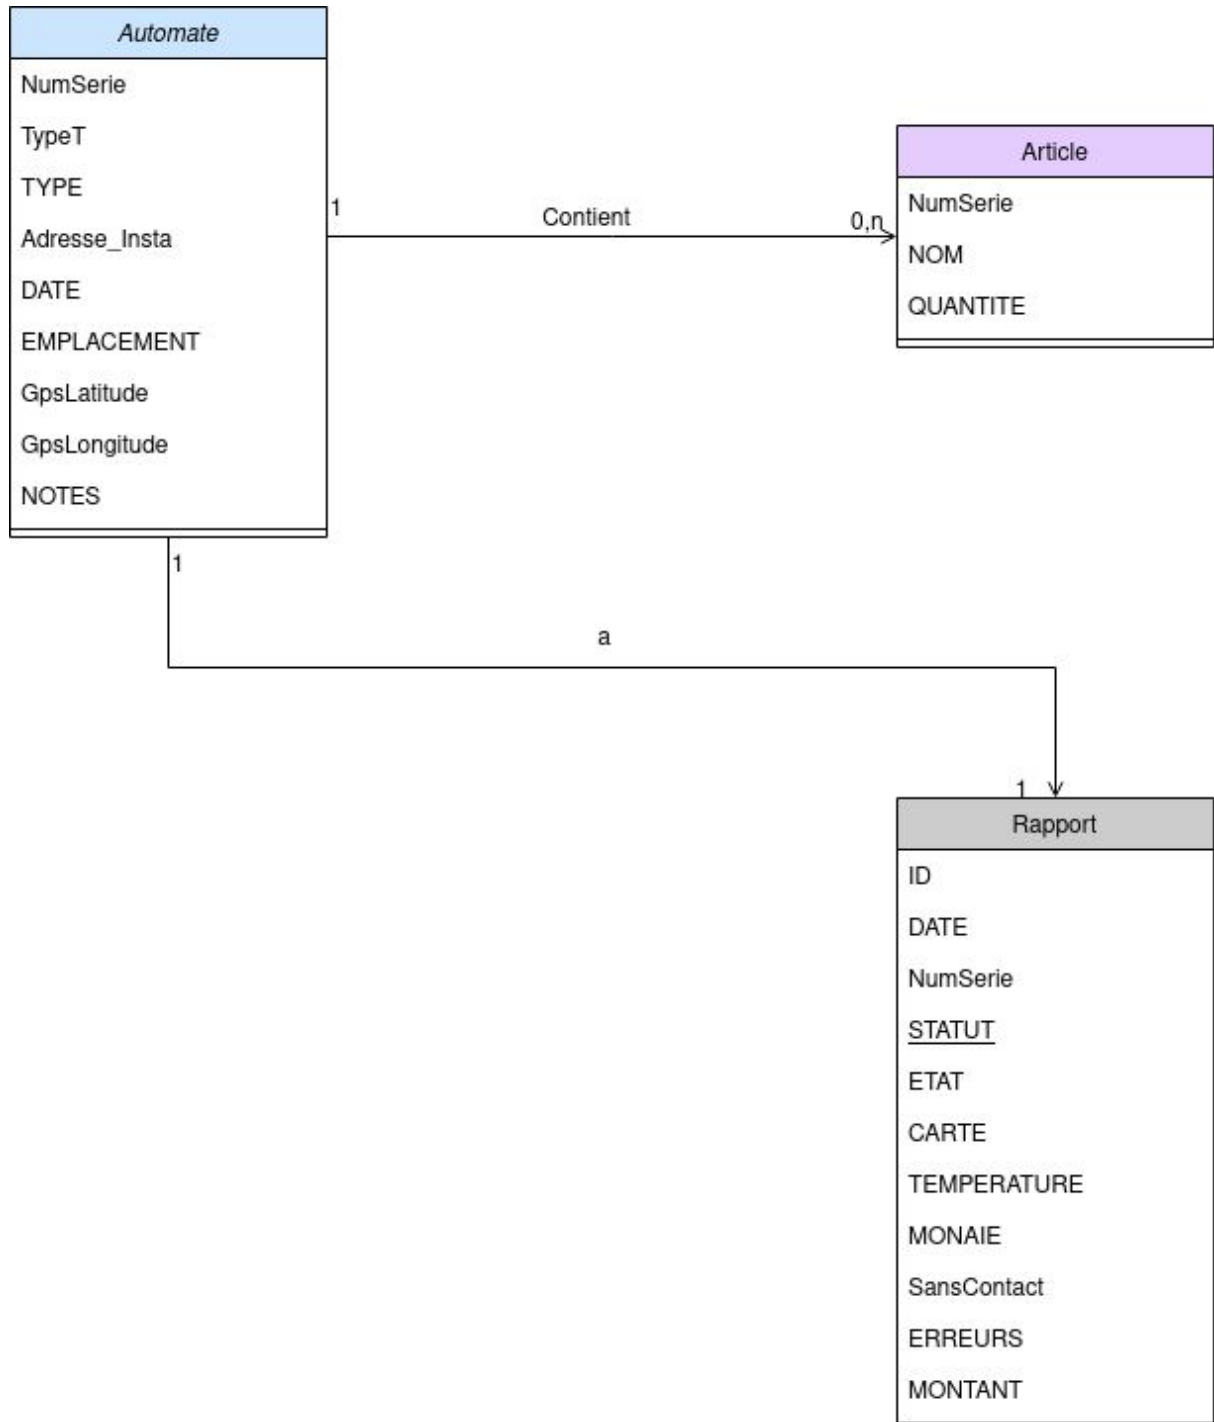 Automate
NumSerie
TypeT
TYPE
Adresse_Insta
DATE
EMPLACEMENT
GpsLatitude
GpsLongitude
NOTES
1
Contient
0,n
Article
NumSerie
NOM
QUANTITE
1
a
1
Rapport
ID
DATE
NumSerie
STATUT
ETAT
CARTE
TEMPERATURE
MONAIE
SansContact
ERREURS
MONTANT